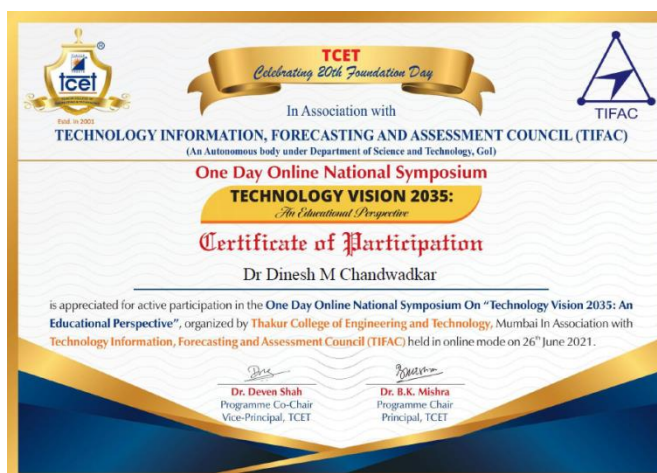 TCET
Celebrating 20th Foundation Day
®
tcet
Estd. in 2001
TIFAC
In Association with
TECHNOLOGY INFORMATION, FORECASTING AND ASSESSMENT COUNCIL (TIFAC)
(An Autonomous body under Department of Science and Technology, GoI)
One Day Online National Symposium
TECHNOLOGY VISION 2035:
An Educational Perspective
Certificate of Participation
Dr Dinesh M Chandwadkar
is appreciated for active participation in the One Day Online National Symposium On "Technology Vision 2035: An
Educational Perspective", organized by Thakur College of Engineering and Technology, Mumbai In Association with
Technology Information, Forecasting and Assessment Council (TIFAC) held in online mode on 26th June 2021.
Dr. Deven Shah
Programme Co-Chair
Vice-Principal, TCET
Dr. B.K. Mishra
Programme Chair
Principal, TCET